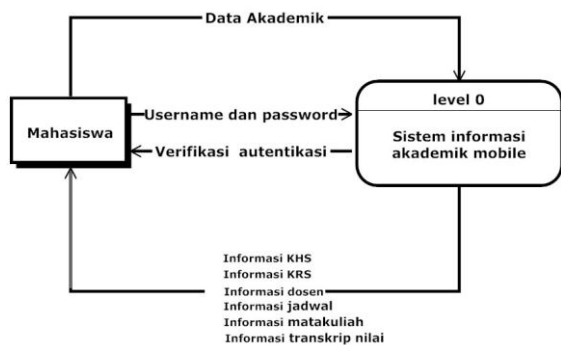 Data Akademik
level 0
Mahasiswa
Username dan password
Sistem informasi
akademik mobile
Verifikasi autentikasi
Informasi KHS
Informasi KRS
Informasi dosen
Informasi jadwal
Informasi matakuliah
Informasi transkrip nilai